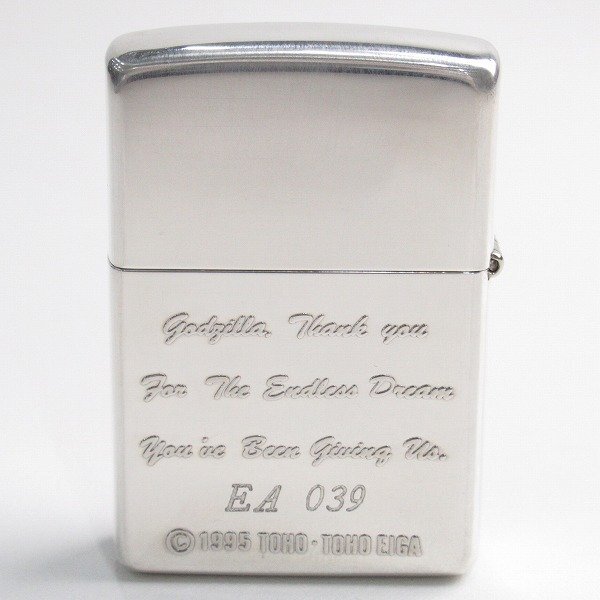 Godzilla, Thank you
For The Endless Dream
You've Been Giving Us.
EA 039
© 1995 TOHO・TOHO EIGA